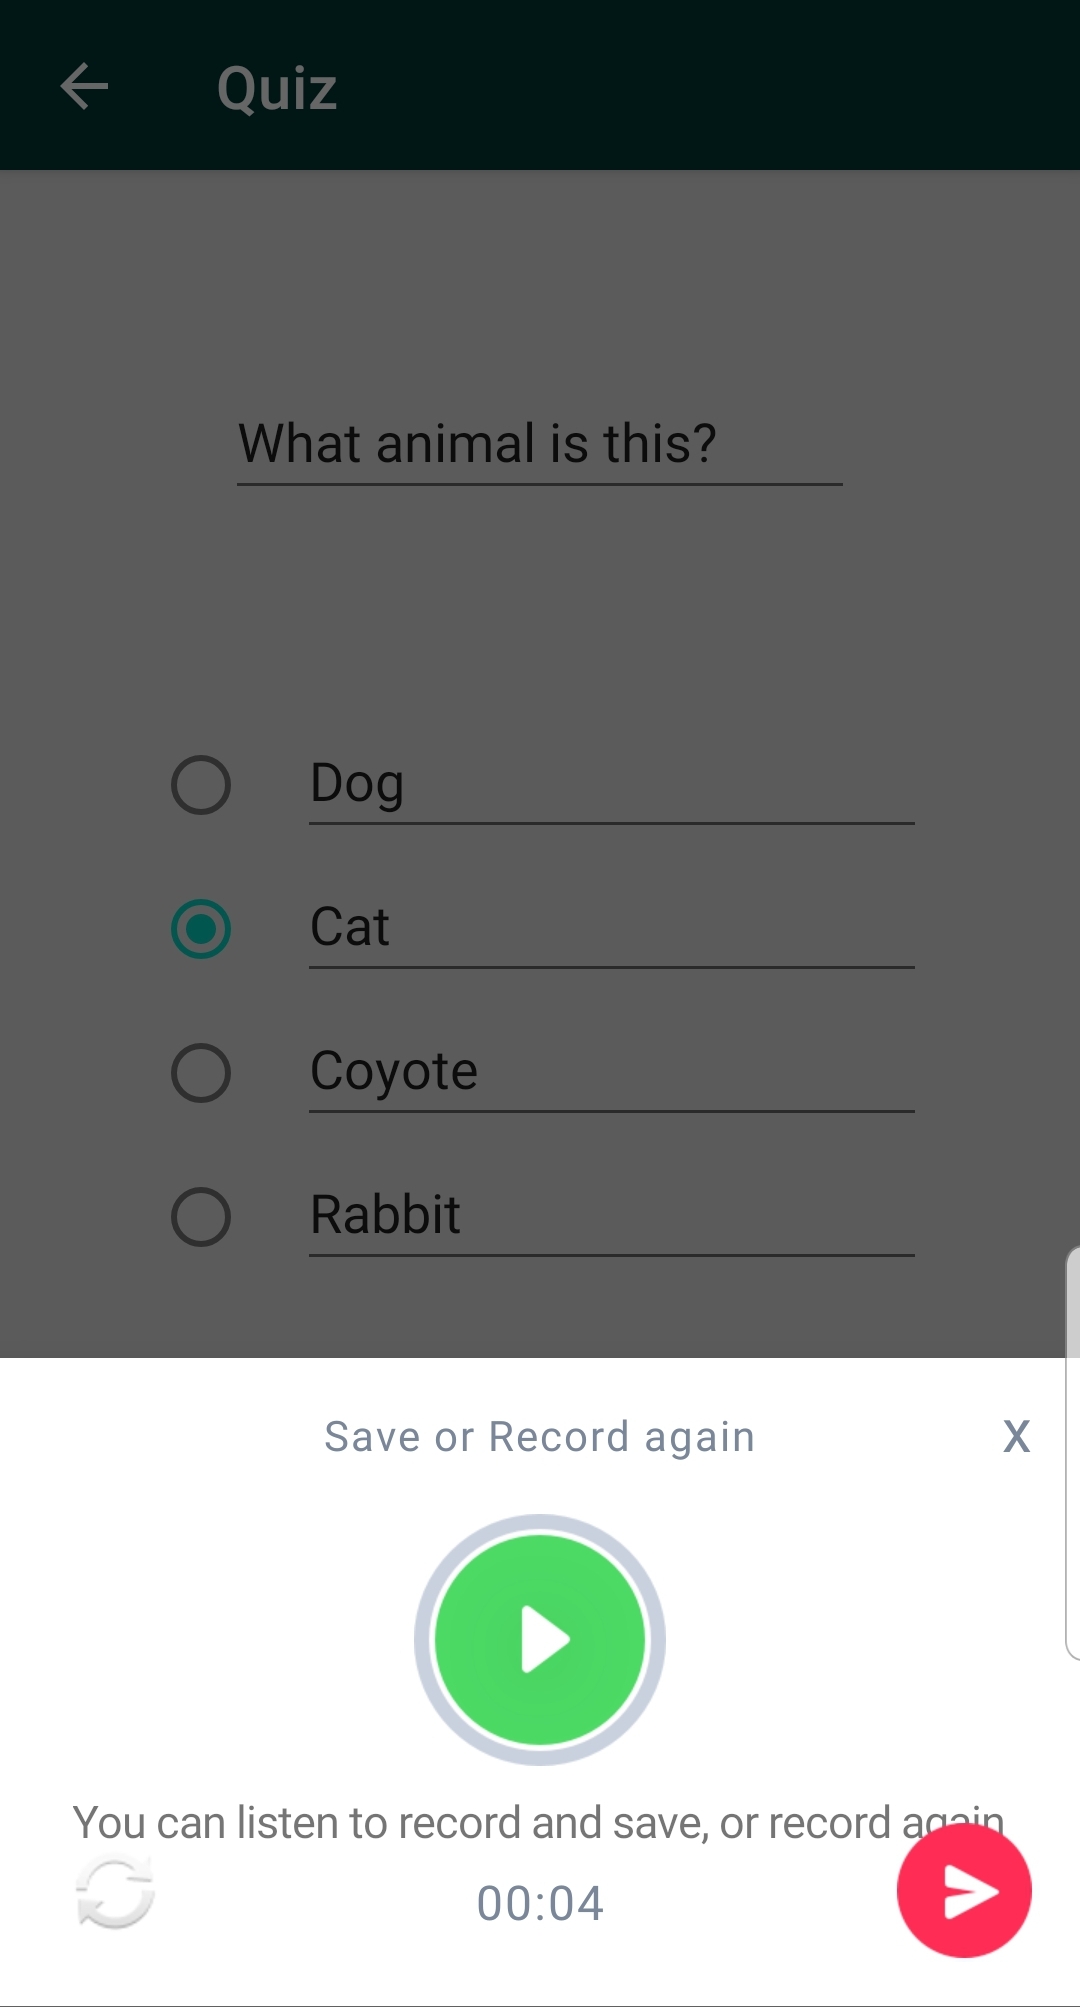 Quiz
What animal is this?
Dog
Cat
Coyote
Rabbit
Save or Record again
X
You can listen to record and save, or record again
00:04